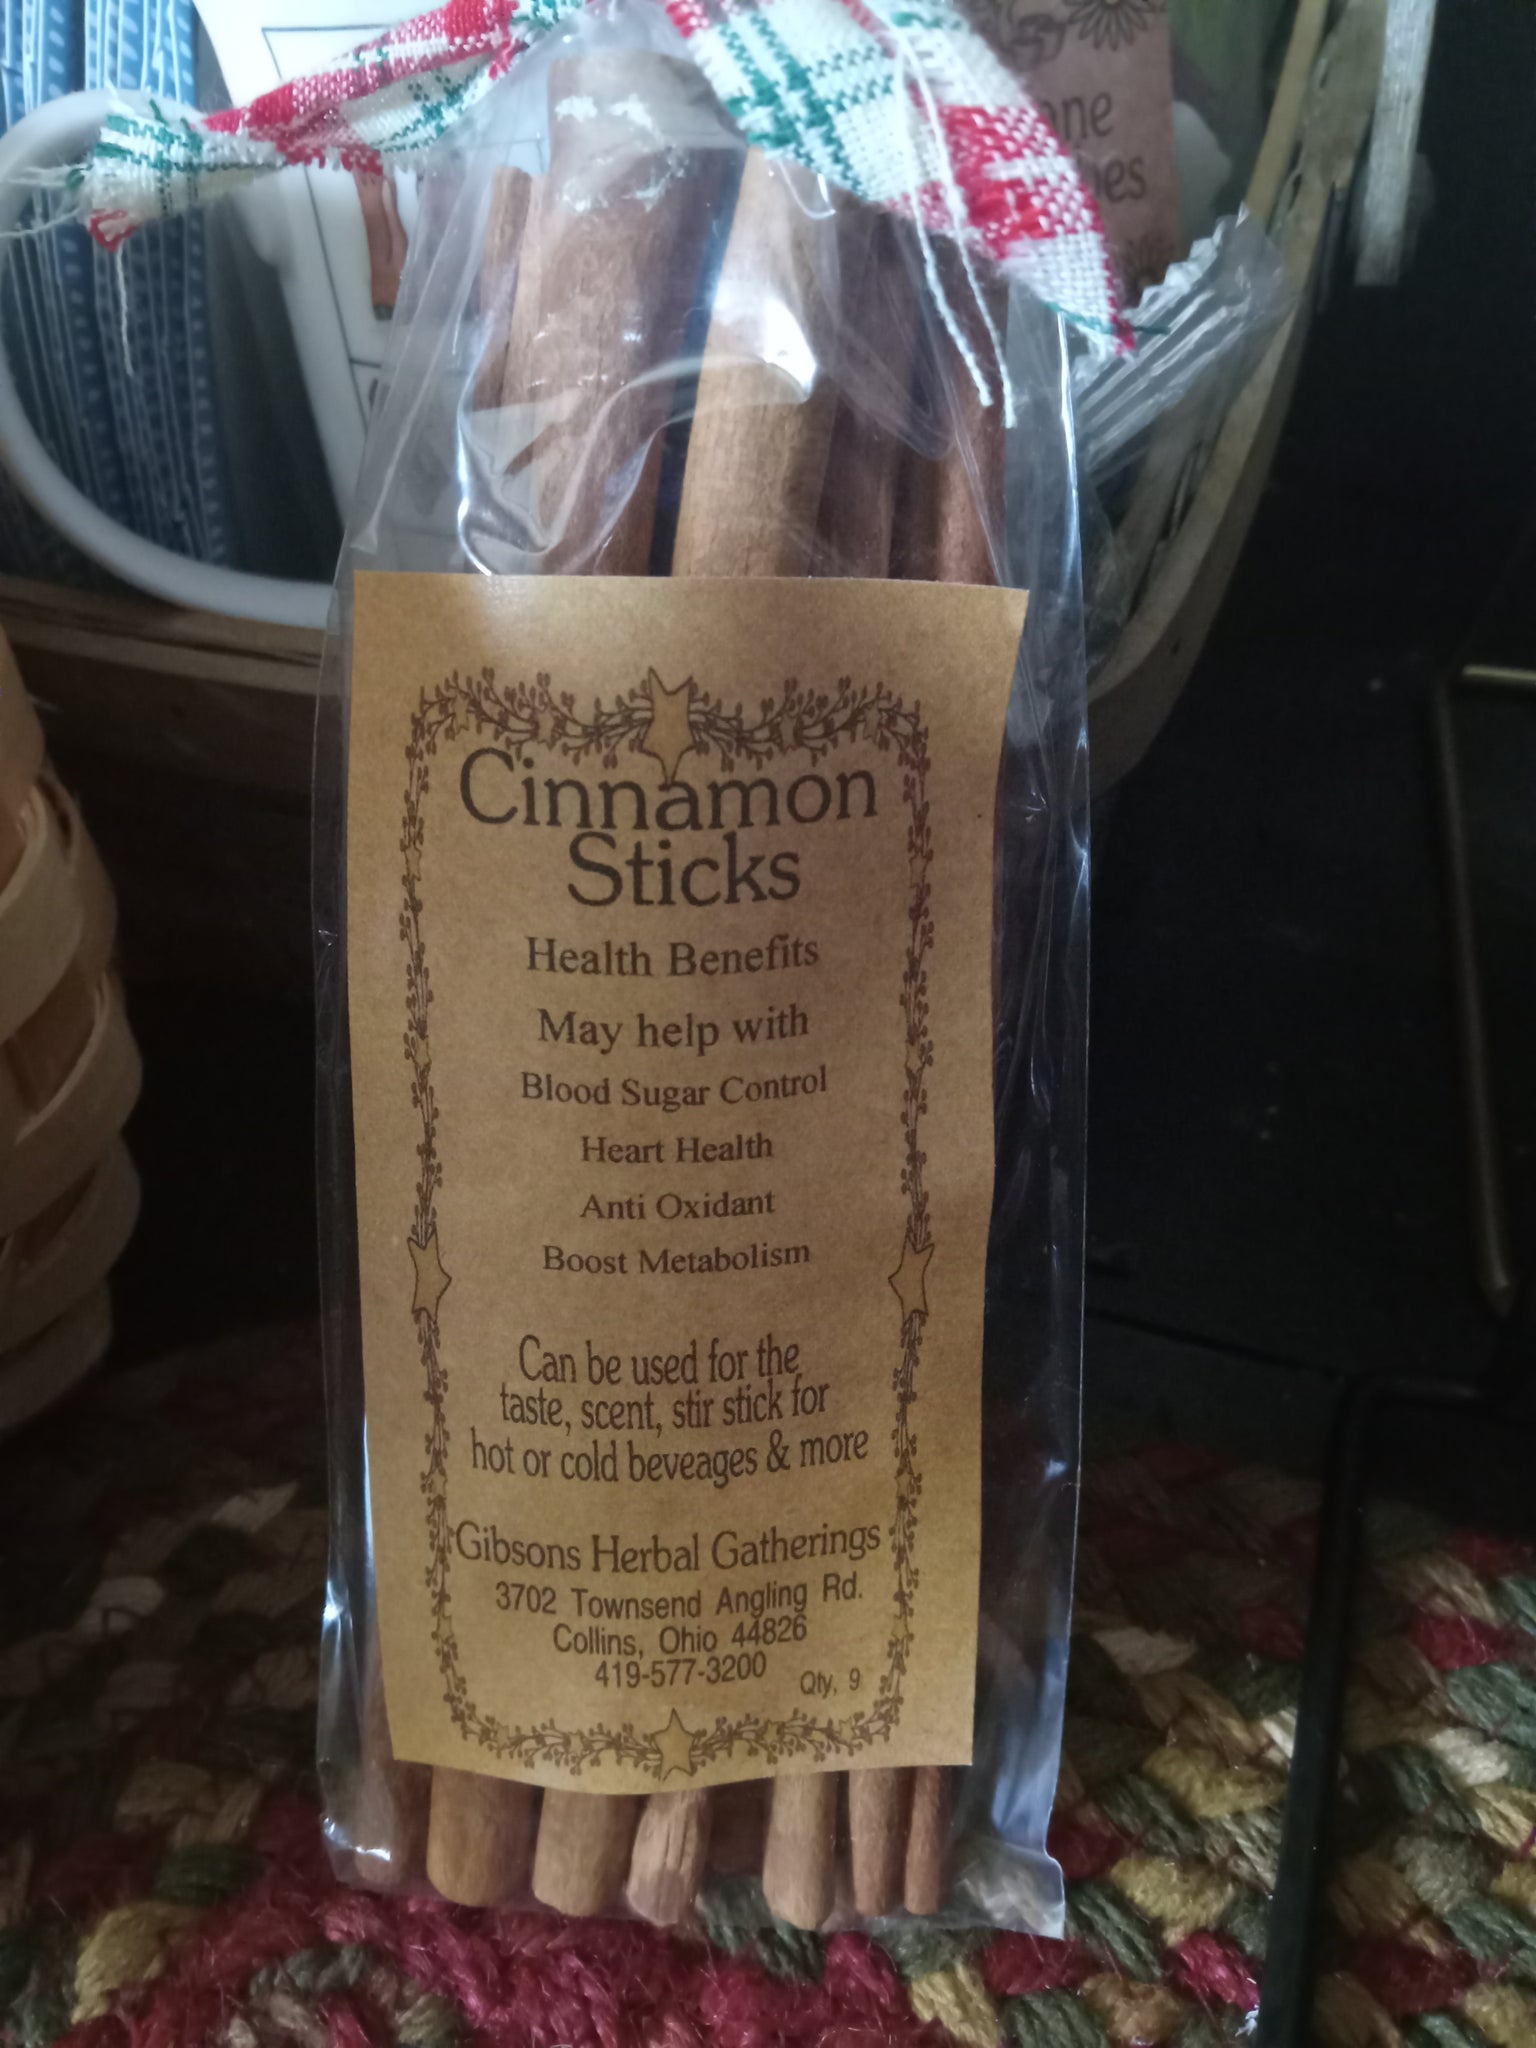 one
oes
Cinnamon
Sticks
Health Benefits
May help with
Blood Sugar Control
Heart Health
Anti Oxidant
Boost Metabolism
Can be used for the
taste, scent, stir stick for
hot or cold beveages & more
Gibsons Herbal Gatherings
3702 Townsend Angling Rd.
Collins, Ohio 44826
419-577-3200
Qty, 9